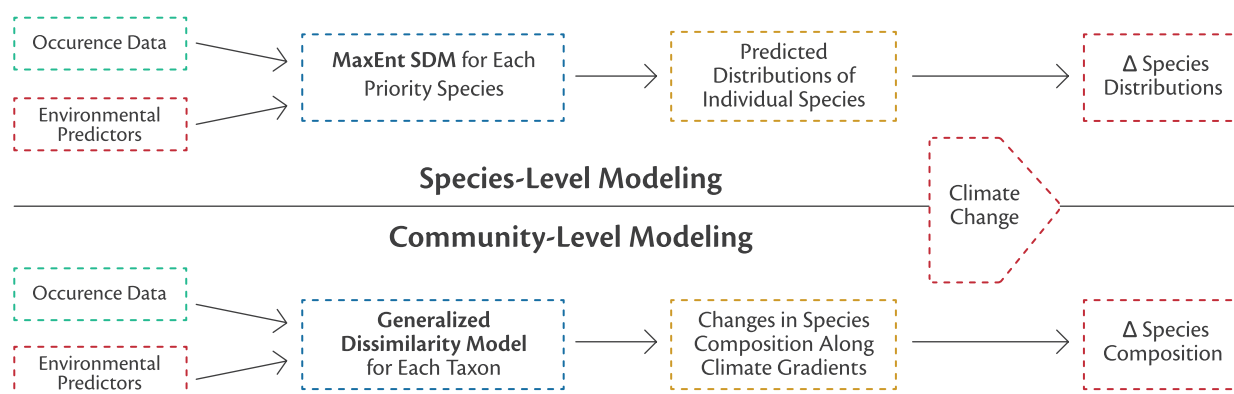 Occurence Data
Environmental
Predictors
MaxEnt SDM for Each
Priority Species
Predicted
Distributions of
Individual Species
Δ Species
Distributions
Species-Level Modeling
Climate
Change
Community-Level Modeling
Occurence Data
Environmental
Predictors
Generalized
Dissimilarity Model
for Each Taxon
Changes in Species
Composition Along
Climate Gradients
Δ Species
Composition